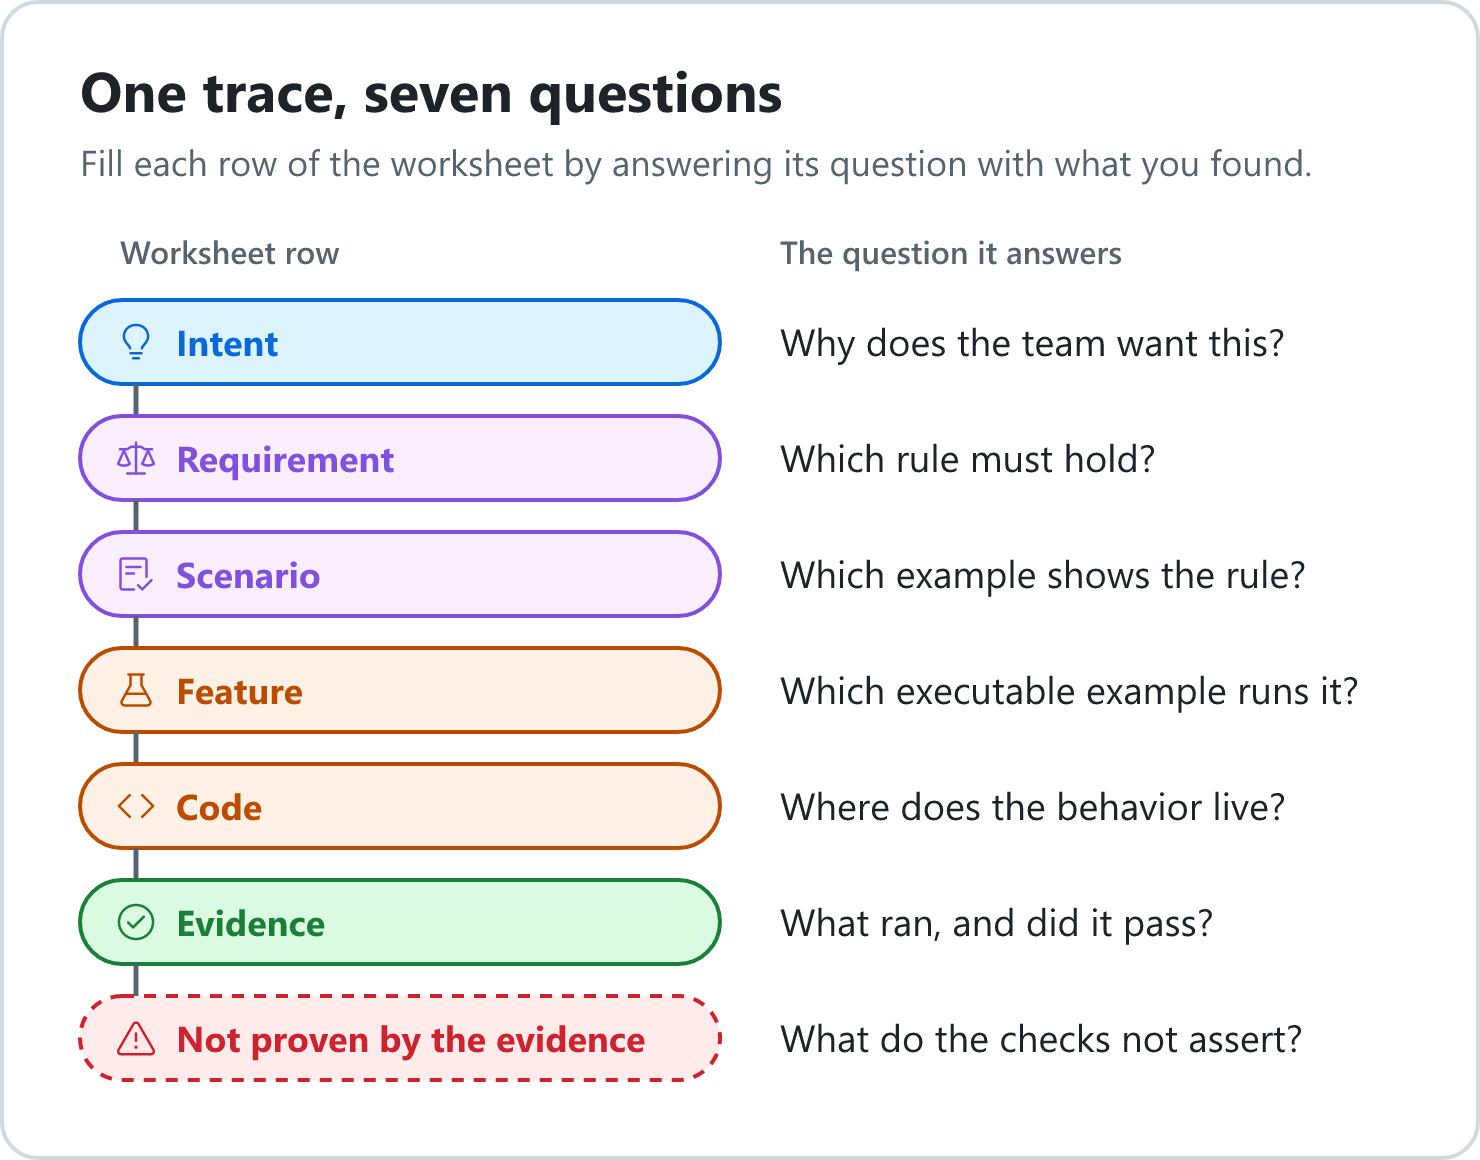 One trace, seven questions
Fill each row of the worksheet by answering its question with what you found.
Worksheet row
The question it answers
Intent
Why does the team want this?
Requirement
Which rule must hold?
Scenario
Which example shows the rule?
Feature
Which executable example runs it?
Code
Where does the behavior live?
Evidence
What ran, and did it pass?
Not proven by the evidence
What do the checks not assert?